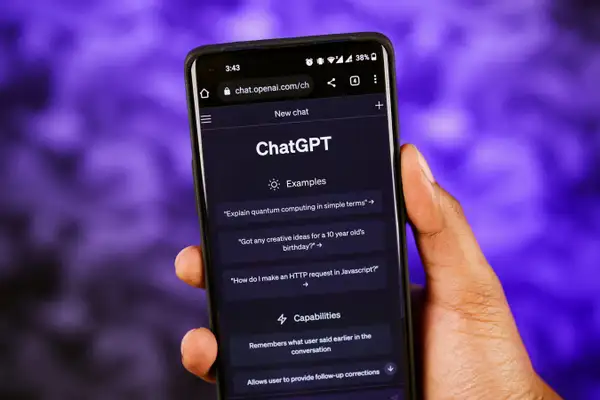 3:43
38%
chat.openai.com/ch
4
New chat
ChatGPT
Examples
"Explain quantum computing in simple terms"→
"Got any creative ideas for a 10 year old's
birthday?"→
"How do I make an HTTP request in Javascript?"
→
Capabilities
Remembers what user said earlier in the
conversation
Allows user to provide follow-up corrections